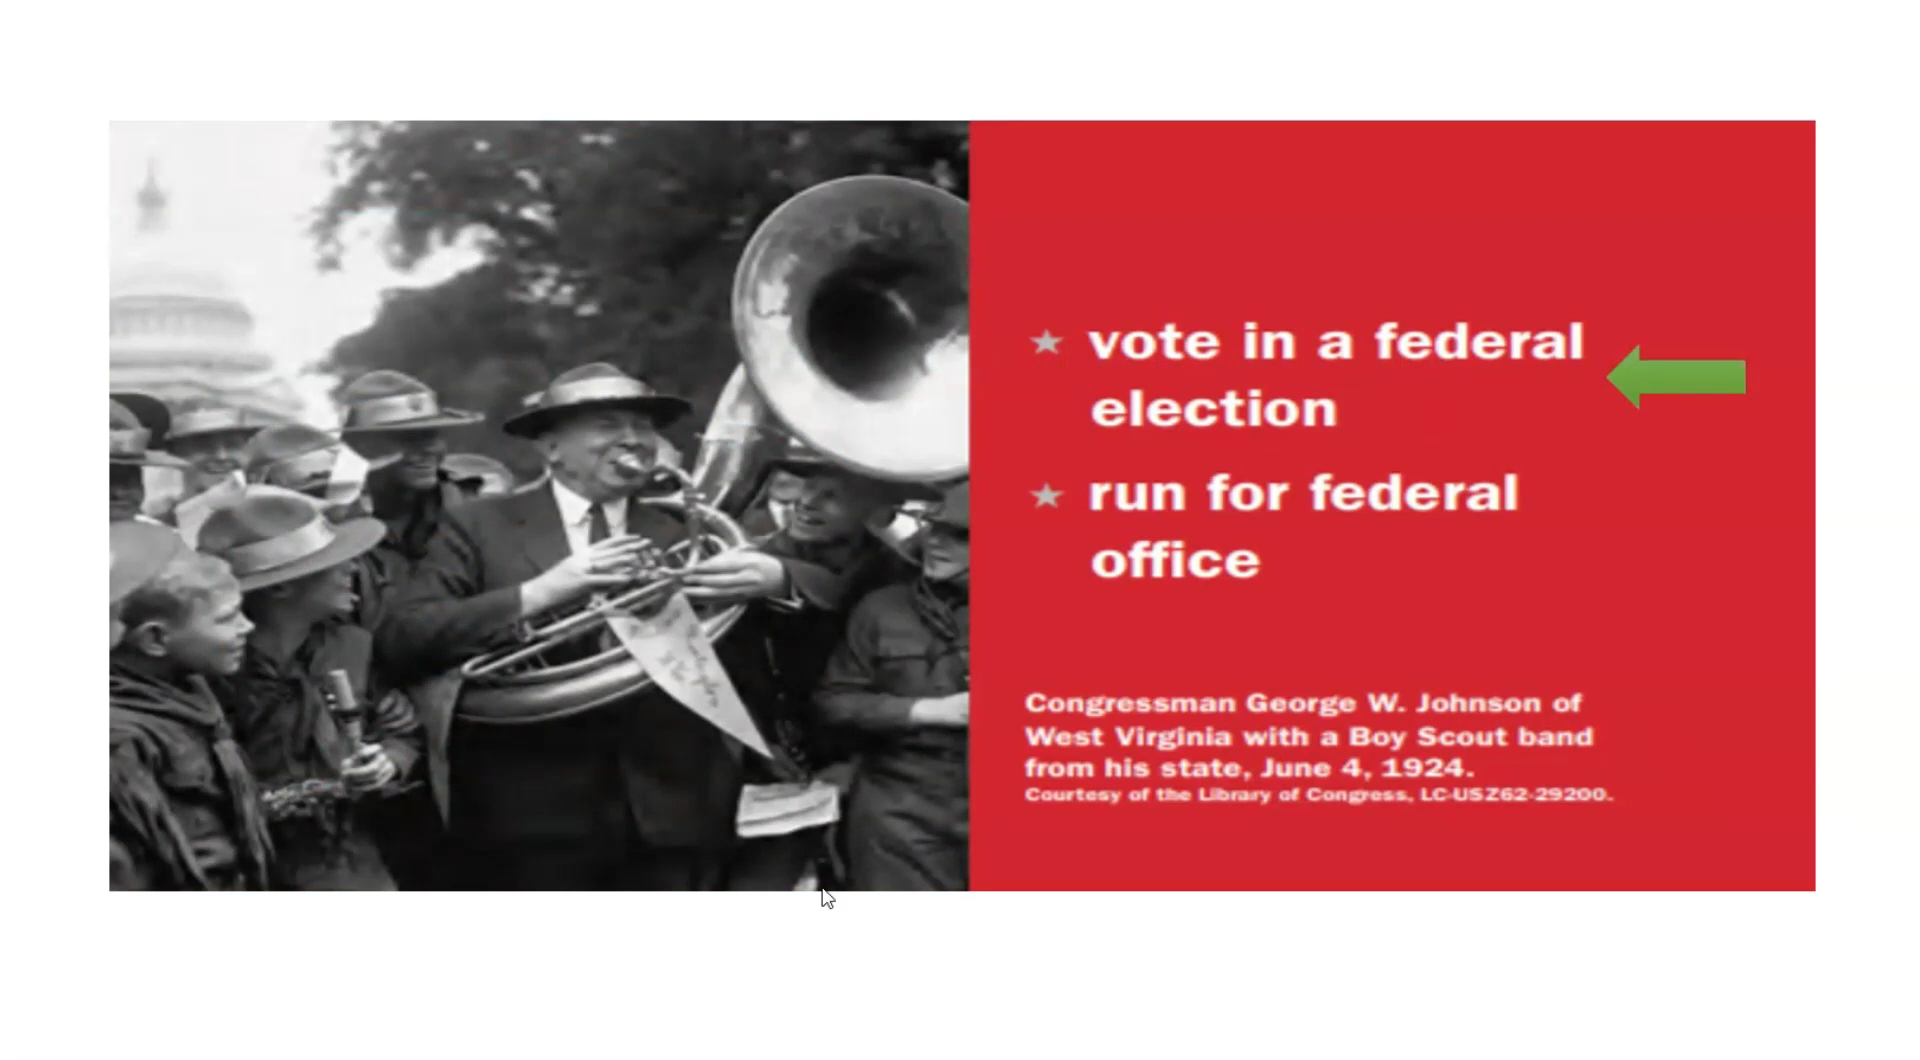 vote in a federal
election
run for federal
office
Congressman George W. Johnson of
West Virginia with a Boy Scout band
from his state, June 4, 1924.
Courtesy of the Library of Congress, LC-USZ62-29200.